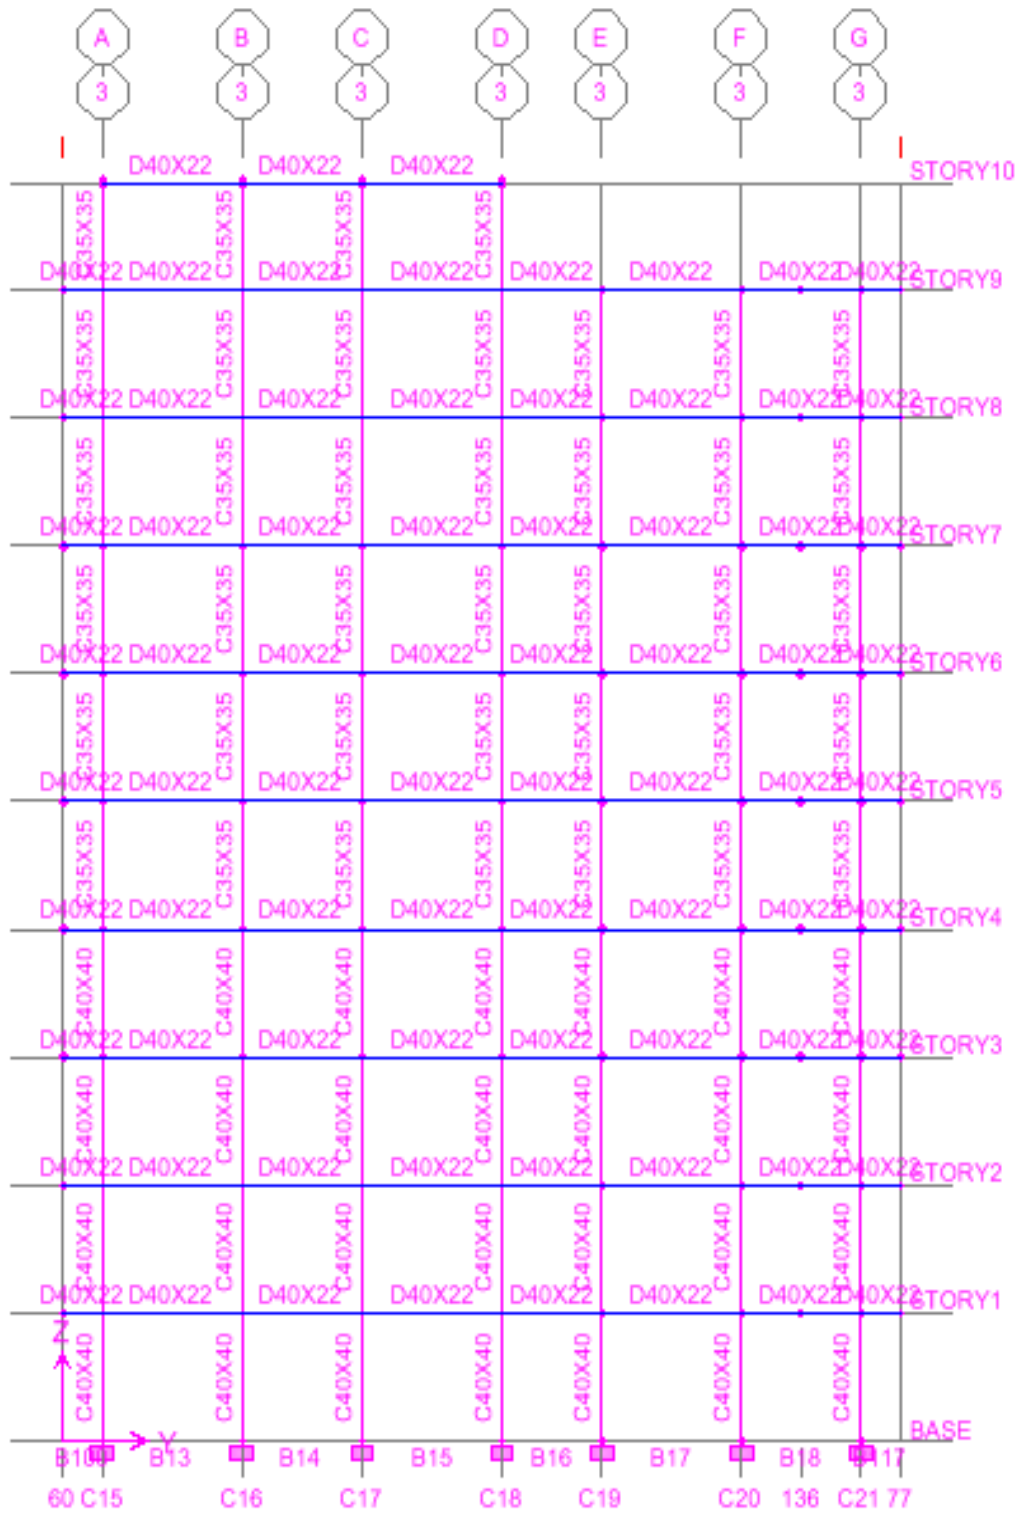 A B C D E F G
3 3 3 3 3 3 3
D40X22 D40X22 D40X22 STORY10
C35X35 C35X35 C35X35 C35X35
D40X22 D40X22 D40X22 D40X22 D40X22 D40X22 D40X22 D40X22 STORY9
C35X35 C35X35 C35X35 C35X35 C35X35 C35X35 C35X35
D40X22 D40X22 D40X22 D40X22 D40X22 D40X22 D40X22 D40X22 STORY8
C35X35 C35X35 C35X35 C35X35 C35X35 C35X35 C35X35
D40X22 D40X22 D40X22 D40X22 D40X22 D40X22 D40X22 D40X22 STORY7
C35X35 C35X35 C35X35 C35X35 C35X35 C35X35 C35X35
D40X22 D40X22 D40X22 D40X22 D40X22 D40X22 D40X22 D40X22 STORY6
C35X35 C35X35 C35X35 C35X35 C35X35 C35X35 C35X35
D40X22 D40X22 D40X22 D40X22 D40X22 D40X22 D40X22 D40X22 STORY5
C35X35 C35X35 C35X35 C35X35 C35X35 C35X35 C35X35
D40X22 D40X22 D40X22 D40X22 D40X22 D40X22 D40X22 D40X22 STORY4
C40X40 C40X40 C40X40 C40X40 C40X40 C40X40 C40X40
D40X22 D40X22 D40X22 D40X22 D40X22 D40X22 D40X22 D40X22 STORY3
C40X40 C40X40 C40X40 C40X40 C40X40 C40X40 C40X40
D40X22 D40X22 D40X22 D40X22 D40X22 D40X22 D40X22 D40X22 STORY2
C40X40 C40X40 C40X40 C40X40 C40X40 C40X40 C40X40
D40X22 D40X22 D40X22 D40X22 D40X22 D40X22 D40X22 D40X22 STORY1
Z
C40X40 C40X40 C40X40 C40X40 C40X40 C40X40 C40X40
Y BASE
B13 B14 B15 B16 B17 B18 B117
60 C15 C16 C17 C18 C19 C20 136 C21 77